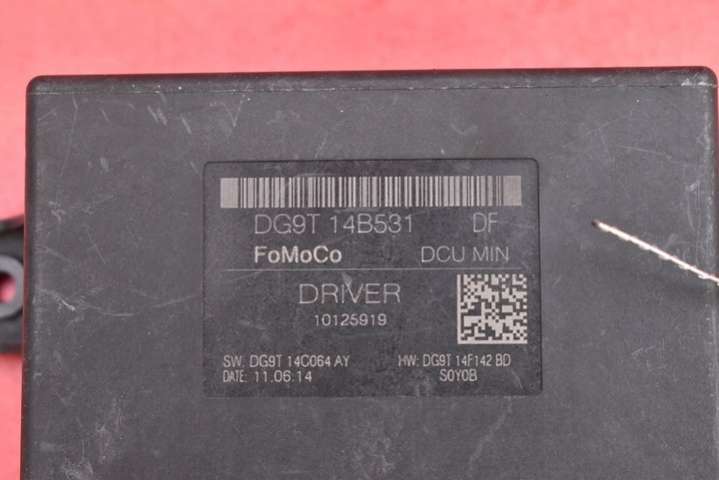 DG9T 14B531 DF
FoMoCo DCU MIN
DRIVER
10125919
SW: DG9T 14C064 AY HW: DG9T 14F142 BD
DATE: 11.06.14 S0Y0B